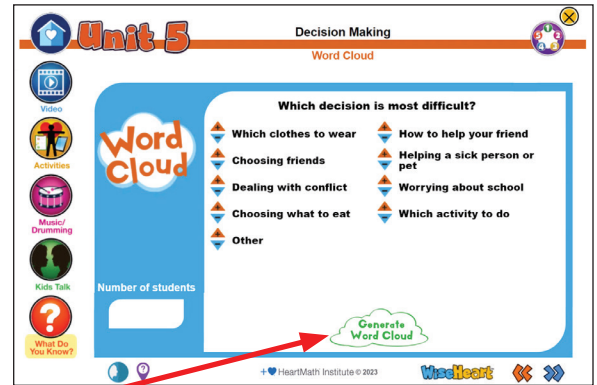 Unit 5
Decision Making
Word Cloud
Video
Activities
Music/
Drumming
Kids Talk
What Do
You Know?
Word
Cloud
Number of students
Which decision is most difficult?
Which clothes to wear
Choosing friends
Dealing with conflict
Choosing what to eat
Other
How to help your friend
Helping a sick person or
pet
Worrying about school
Which activity to do
Generate
Word Cloud
+♥ HeartMath Institute © 2023
WiseHeart